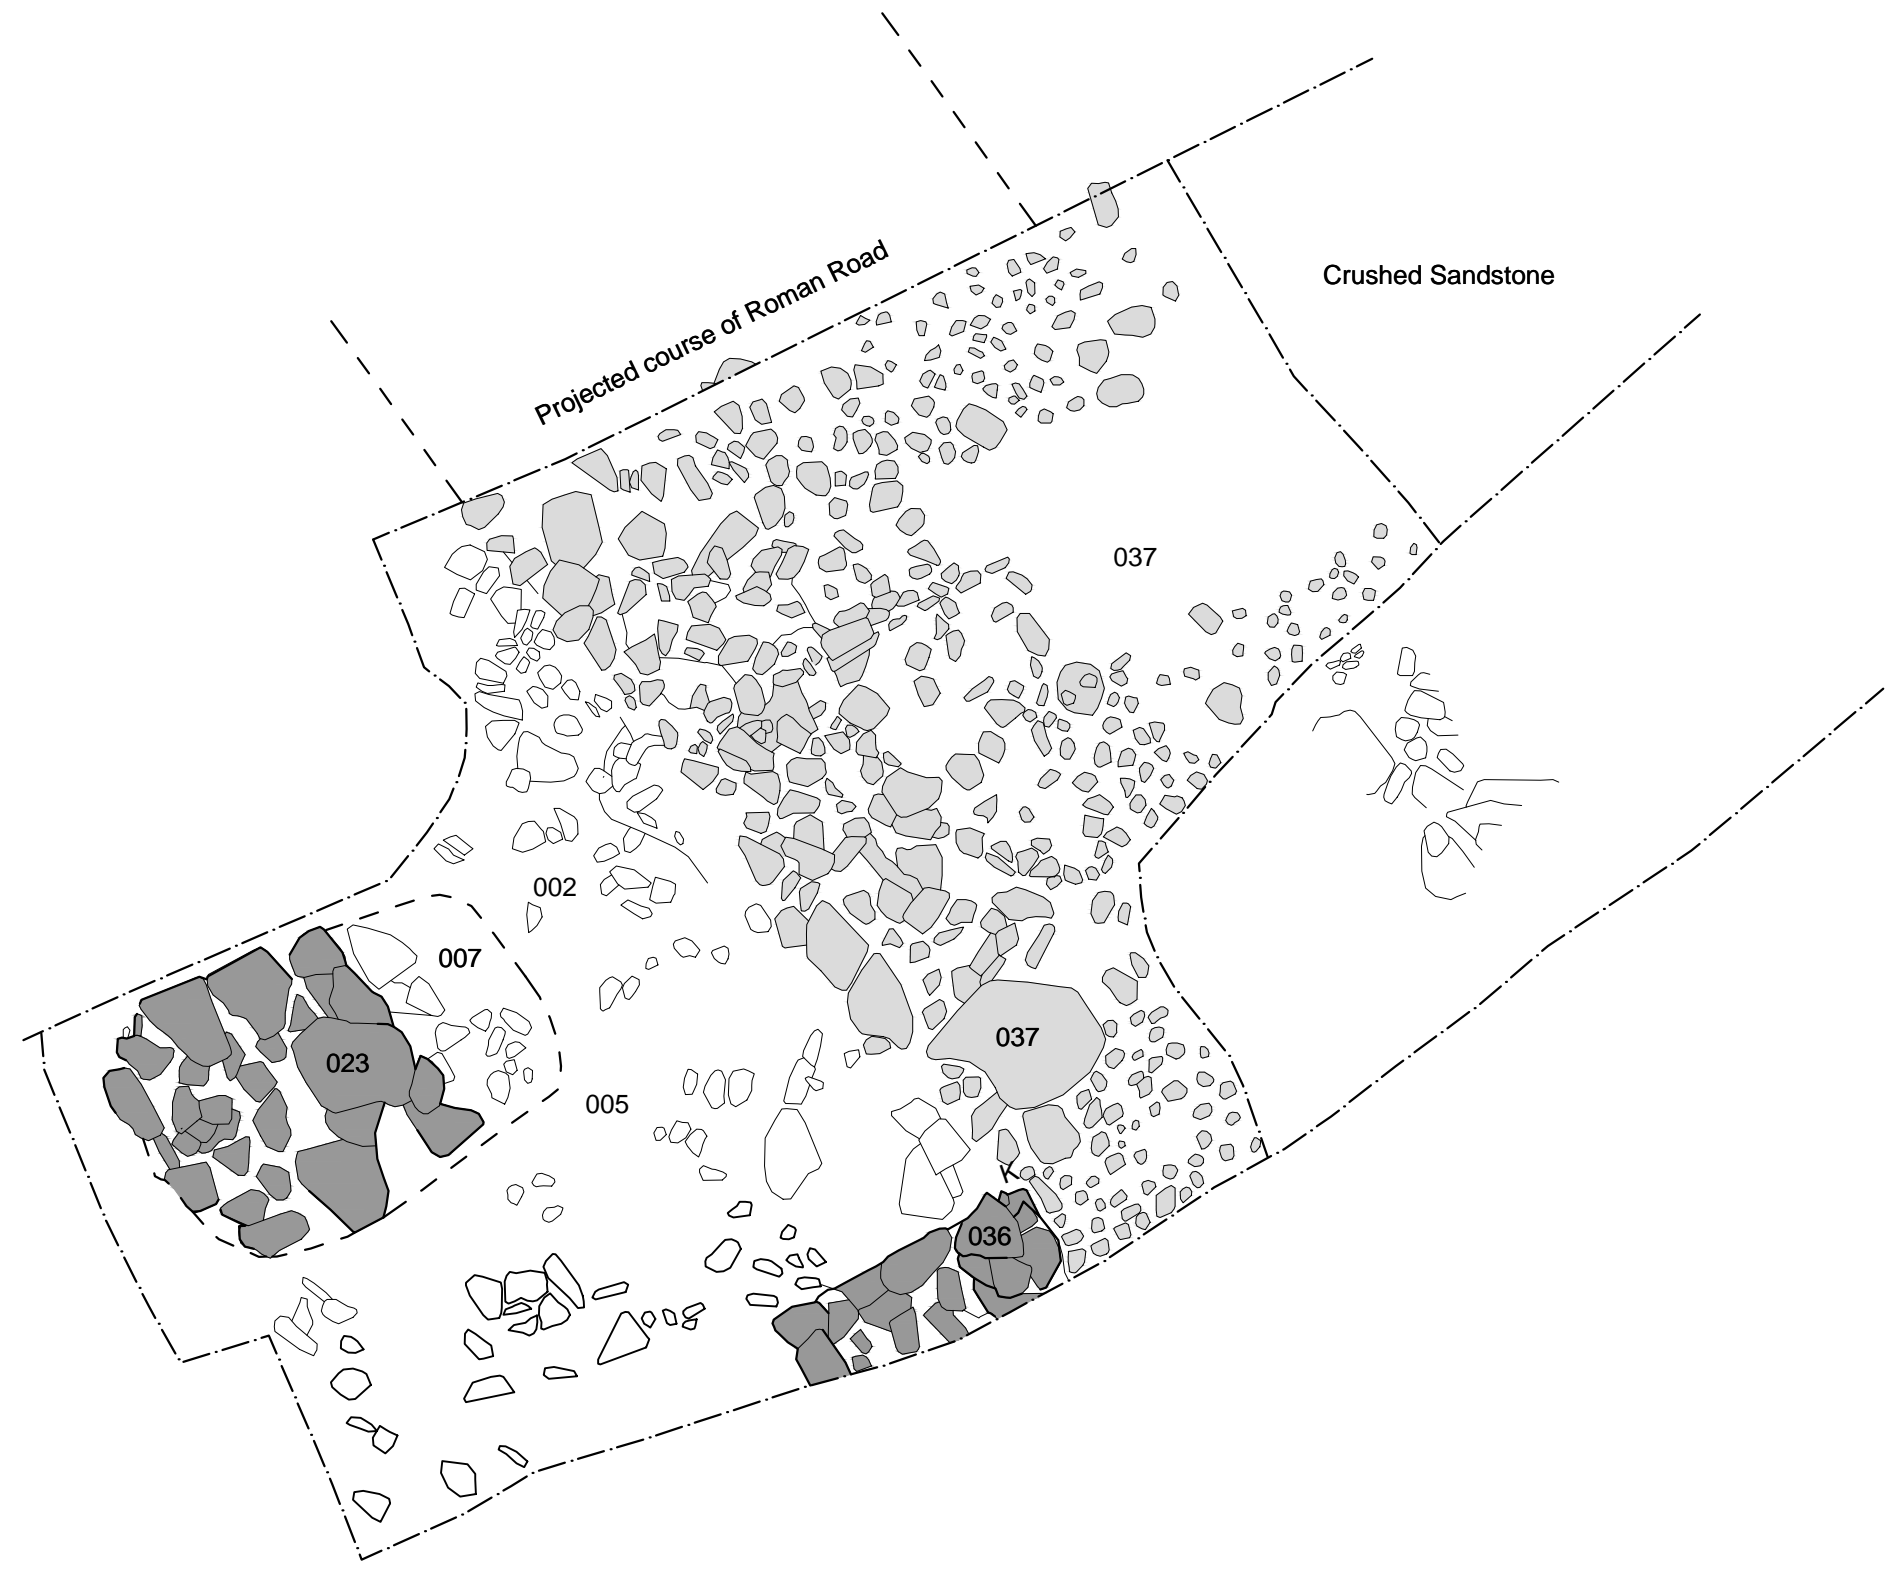 Projected course of Roman Road
Crushed Sandstone
037
002
007
037
023
005
K
036